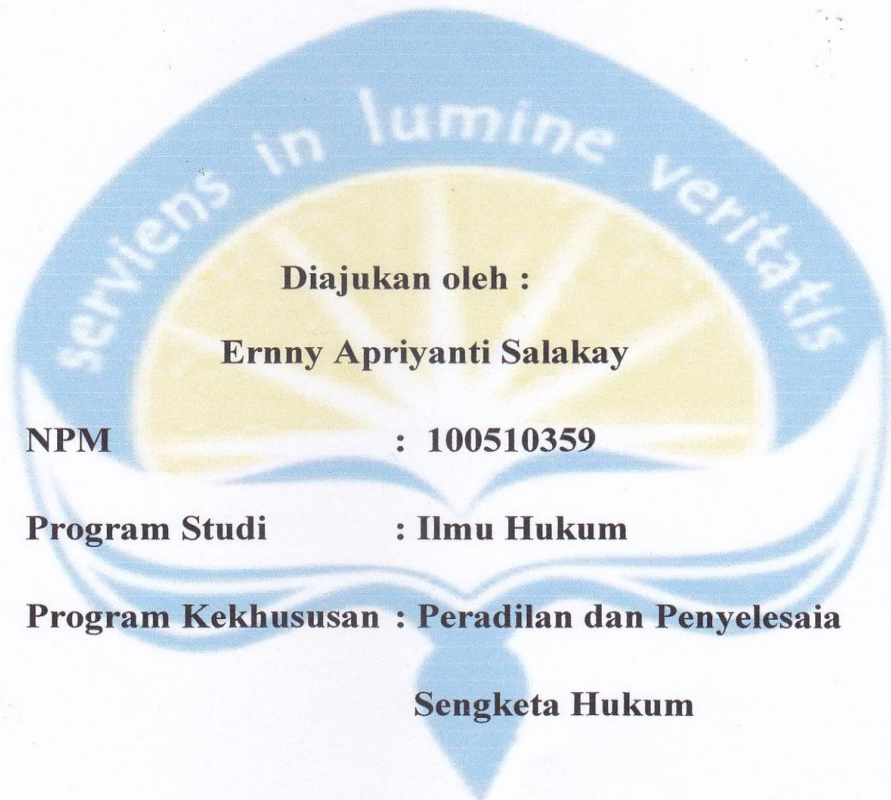 serviens in lumine veritatis
Diajukan oleh :
Ernny Apriyanti Salakay
NPM : 100510359
Program Studi : Ilmu Hukum
Program Kekhususan : Peradilan dan Penyelesaia
Sengketa Hukum